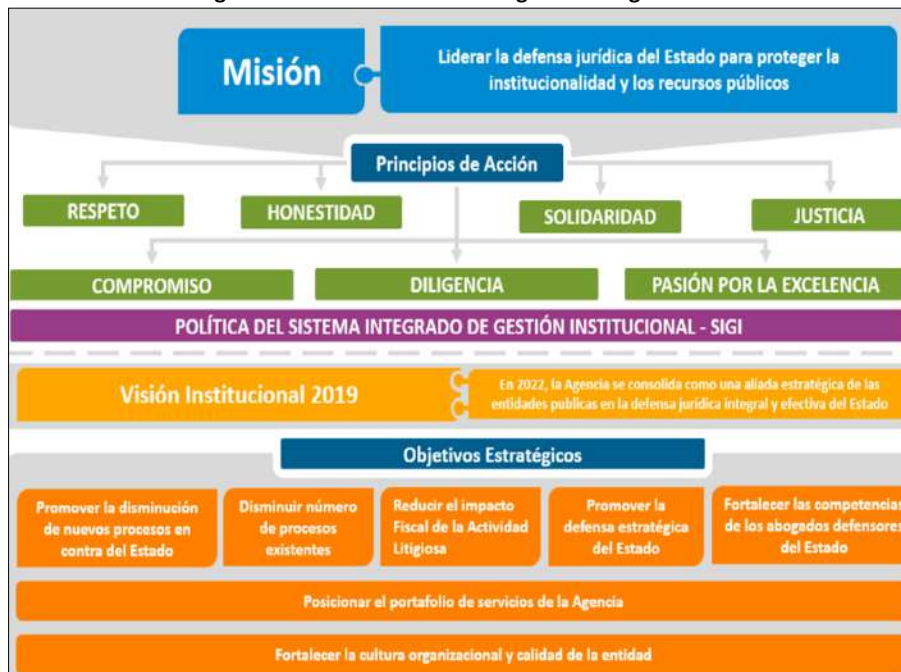 Misión
Liderar la defensa jurídica del Estado para proteger la
institucionalidad y los recursos públicos
Principios de Acción
RESPETO
HONESTIDAD
SOLIDARIDAD
JUSTICIA
COMPROMISO
DILIGENCIA
PASIÓN POR LA EXCELENCIA
POLÍTICA DEL SISTEMA INTEGRADO DE GESTIÓN INSTITUCIONAL - SIGI
Visión Institucional 2019
En 2022, la Agencia se consolida como una aliada estratégica de las
entidades publicas en la defensa jurídica integral y efectiva del Estado
Objetivos Estratégicos
Promover la disminución
de nuevos procesos en
contra del Estado
Disminuir número
de procesos
existentes
Reducir el impacto
Fiscal de la Actividad
Litigiosa
Promover la
defensa estratégica
del Estado
Fortalecer las competencias
de los abogados defensores
del Estado
Posicionar el portafolio de servicios de la Agencia
Fortalecer la cultura organizacional y calidad de la entidad